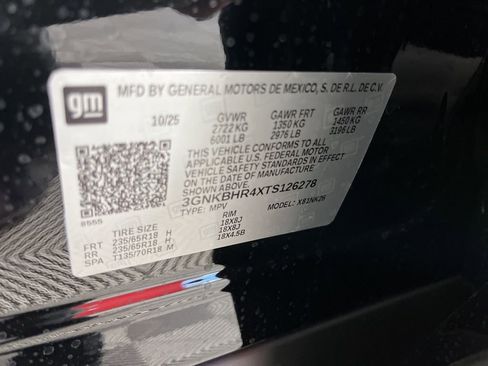 gm
MFD BY GENERAL MOTORS DE MEXICO, S. DE R.L. DE C.V.
10/25 GVWR GAWR FRT GAWR RR
2722 KG 1350 KG 1450 KG
6001 LB 2976 LB 3196 LB
THIS VEHICLE CONFORMS TO ALL
APPLICABLE U.S. FEDERAL MOTOR
VEHICLE SAFETY STANDARDS IN
EFFECT ON THE DATE OF
MANUFACTURE SHOWN ABOVE.
3GNKBHR4XTS126278
TYPE: MPV MODEL: X81NK26
8555
TIRE SIZE RIM
FRT 235/65R18 H 18X8J
RR 235/65R18 H 18X8J
SPA T135/70R18 M 18X4.5B